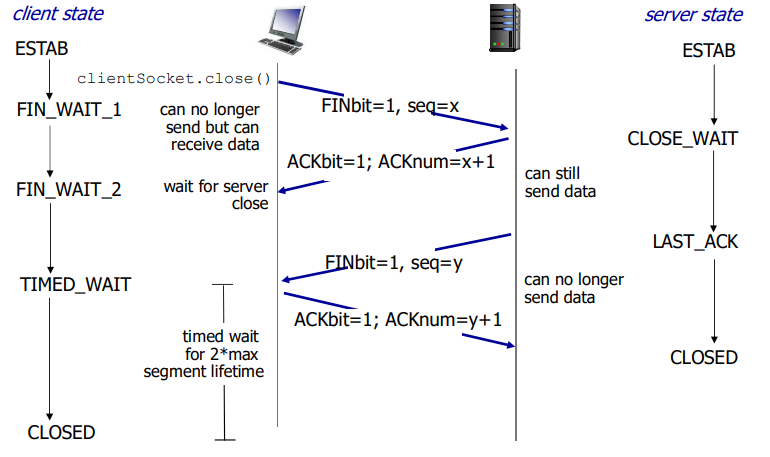 client state
server state
ESTAB
ESTAB
clientSocket.close()
FINbit=1, seq=x
FIN_WAIT_1
can no longer
send but can
receive data
CLOSE_WAIT
ACKbit=1; ACKnum=x+1
FIN_WAIT_2
wait for server
close
can still
send data
LAST_ACK
FINbit=1, seq=y
TIMED_WAIT
can no longer
send data
ACKbit=1; ACKnum=y+1
timed wait
for 2*max
segment lifetime
CLOSED
CLOSED